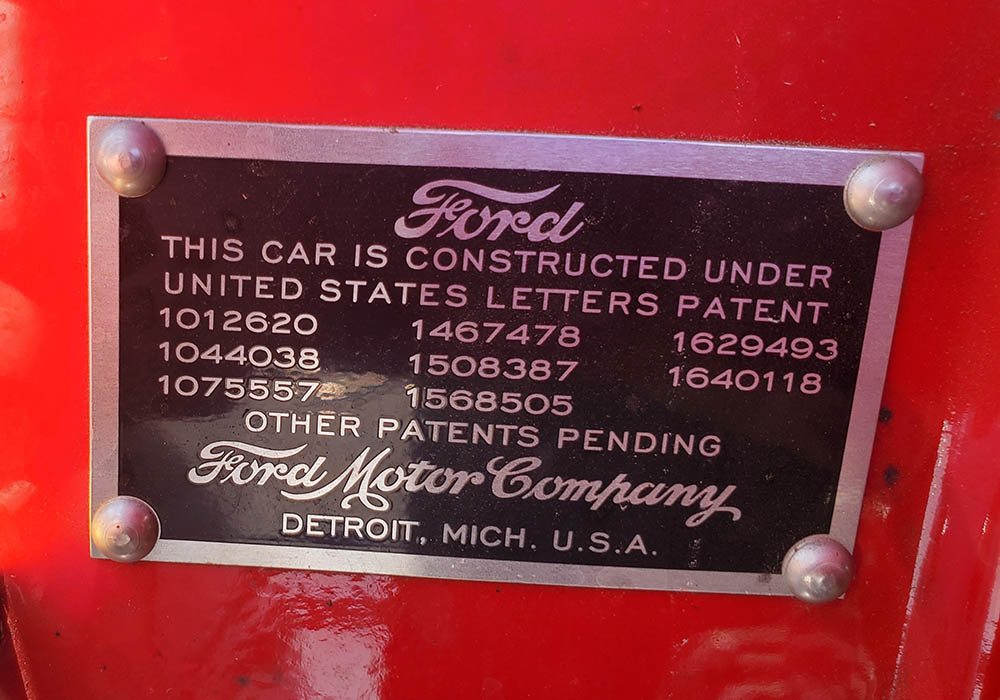 Ford
THIS CAR IS CONSTRUCTED UNDER
UNITED STATES LETTERS PATENT
1012620 1467478 1629493
1044038 1508387 1640118
1075557 1568505
OTHER PATENTS PENDING
Ford Motor Company
DETROIT, MICH. U.S.A.